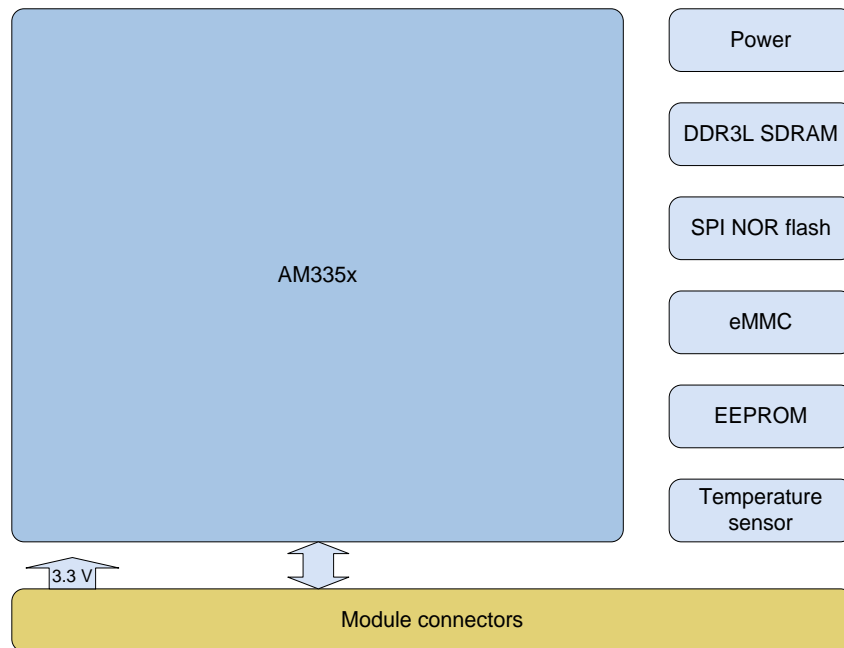 Power
DDR3L SDRAM
SPI NOR flash
AM335x
eMMC
EEPROM
Temperature
sensor
3.3 V
Module connectors